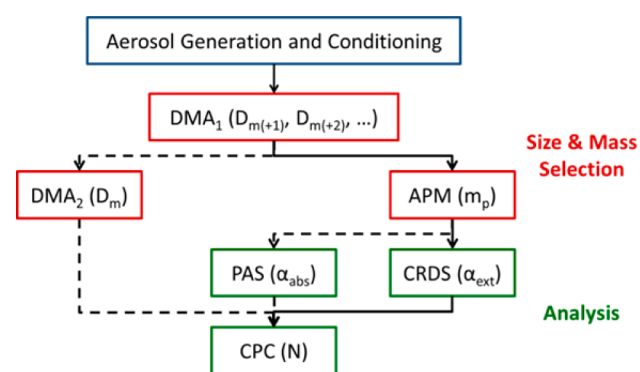 Aerosol Generation and Conditioning
DMA₁ (Dₘ₍₊₁₎, Dₘ₍₊₂₎, ...)
Size & Mass
Selection
DMA₂ (Dₘ)
APM (mₚ)
PAS (αₐbₛ)
CRDS (αₑₓₜ)
Analysis
CPC (N)